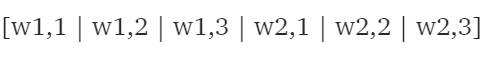 [w1,1 | w1,2 | w1,3 | w2,1 | w2,2 | w2,3]